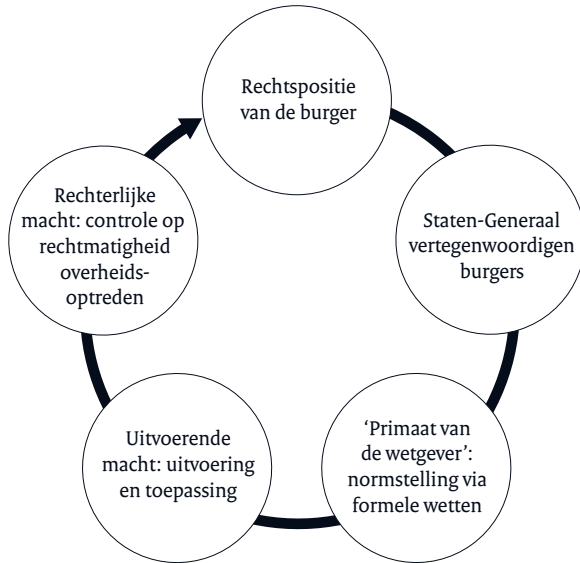 Rechtspositie
van de burger
Staten-Generaal
vertegenwoordigen
burgers
‘Primaat van
de wetgever’:
normstelling via
formele wetten
Uitvoerende
macht: uitvoering
en toepassing
Rechterlijke
macht: controle op
rechtmatigheid
overheids-
optreden